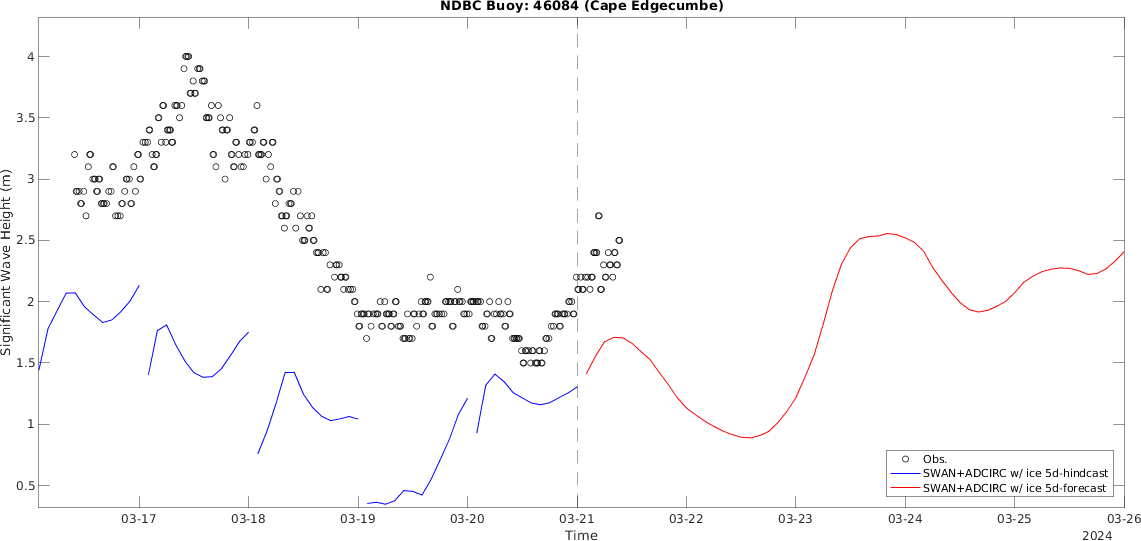 NDBC Buoy: 46084 (Cape Edgecumbe)
Significant Wave Height (m)
4
3.5
3
2.5
2
1.5
1
0.5
Obs.
SWAN+ADCIRC w/ ice 5d-hindcast
SWAN+ADCIRC w/ ice 5d-forecast
03-17 03-18 03-19 03-20 03-21 03-22 03-23 03-24 03-25 03-26
Time
2024